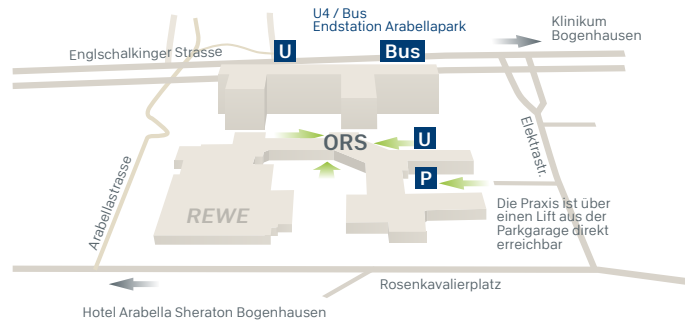 U4 / Bus
Endstation Arabellapark
Klinikum
Bogenhausen
Englschalkinger Strasse
U
Bus
ORS
U
Elektrastr.
P
Arabellastrasse
REWE
Die Praxis ist über
einen Lift aus der
Parkgarage direkt
erreichbar
Rosenkavalierplatz
Hotel Arabella Sheraton Bogenhausen